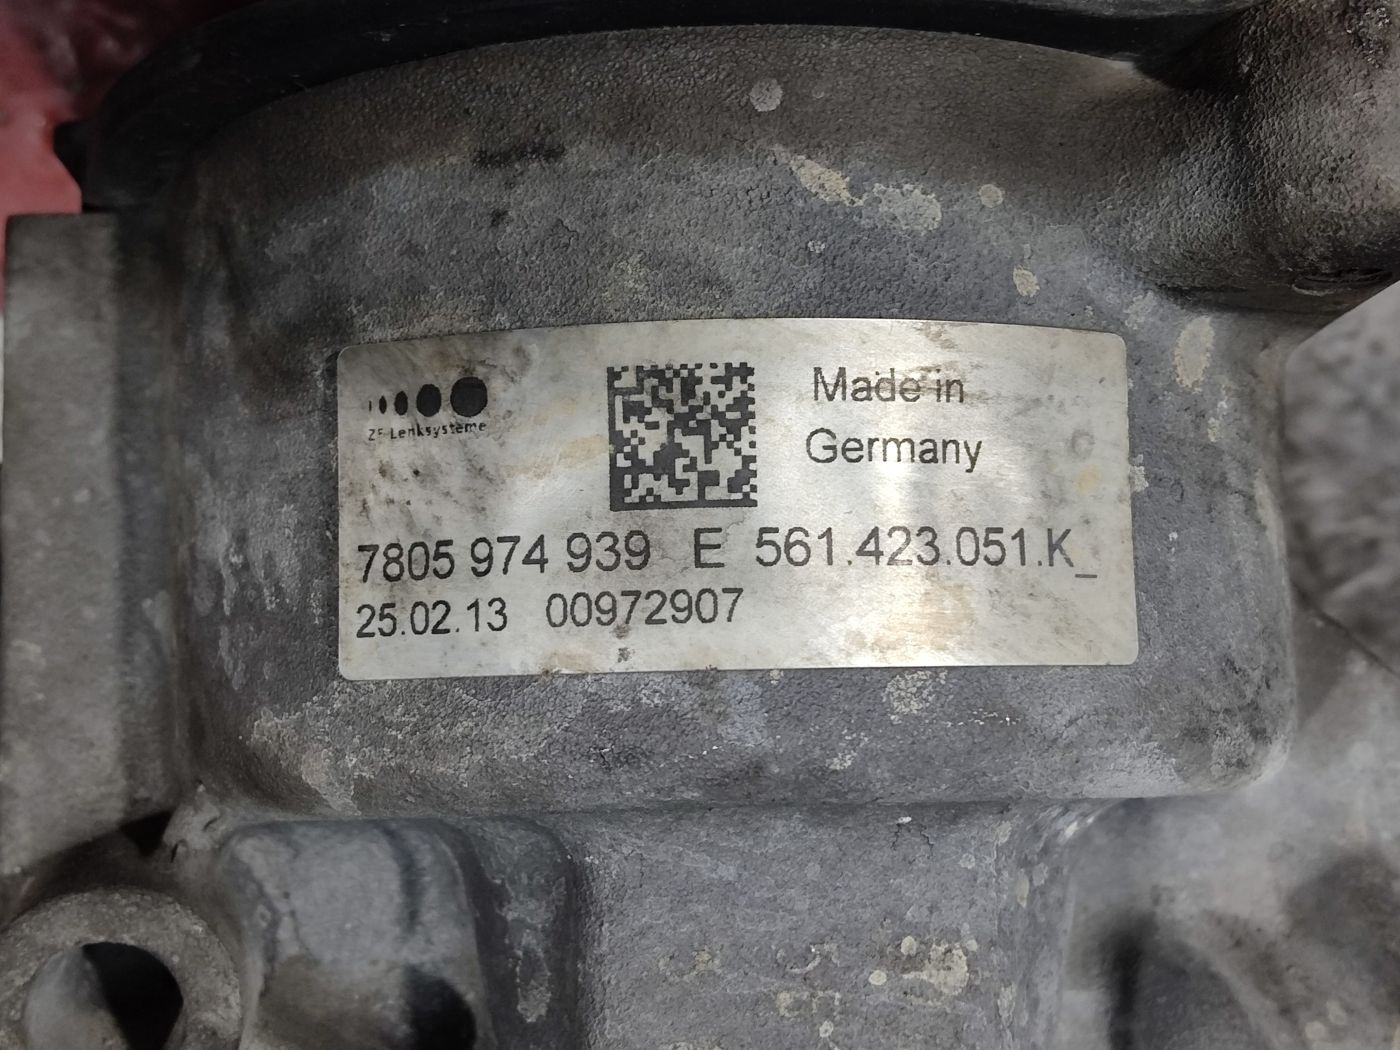 ZF Lenksysteme
Made in
Germany
7805 974 939 E 561.423.051.K_
25.02.13 00972907